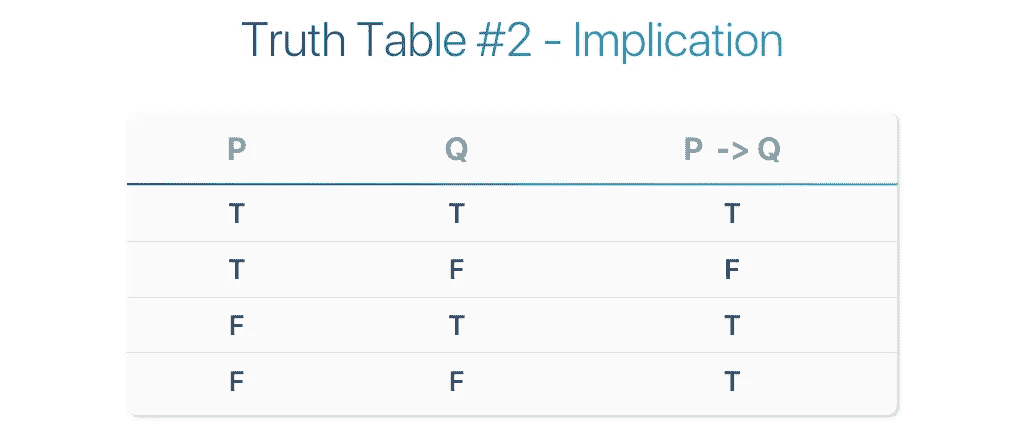 Truth Table #2 - Implication
P Q P -> Q
T T T
T F F
F T T
F F T